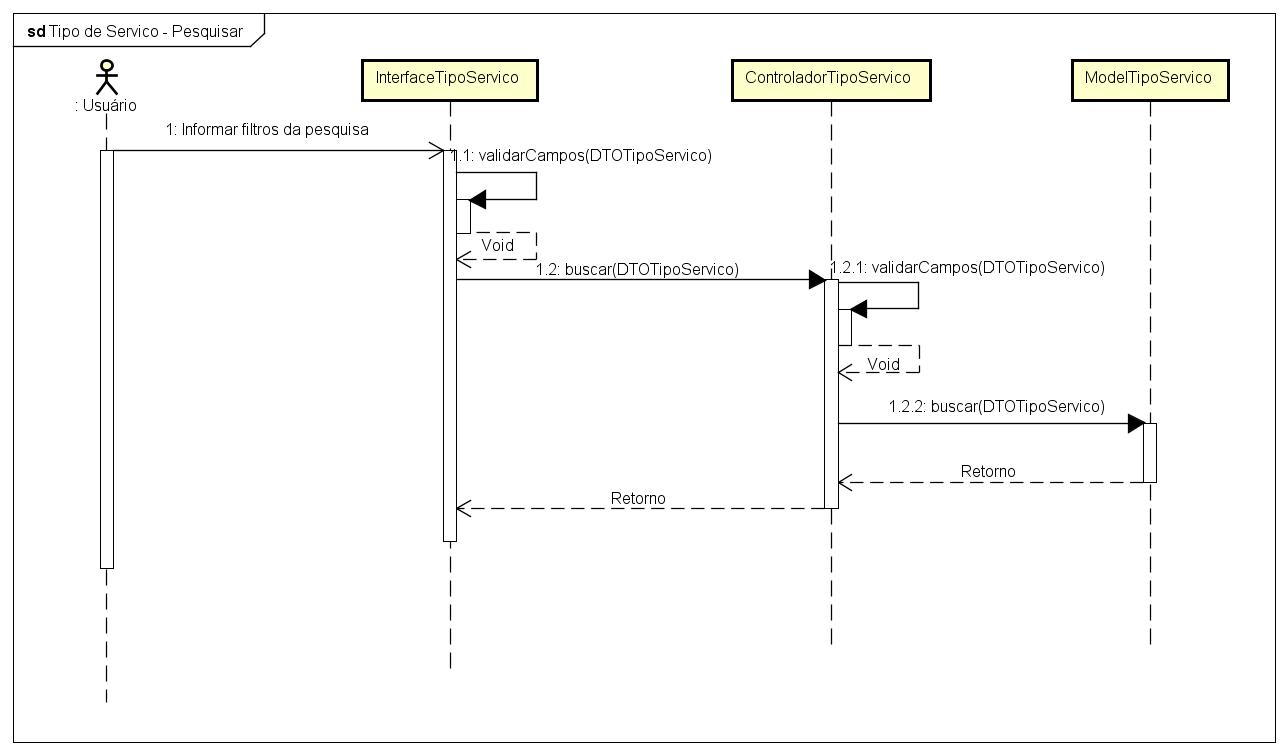 sd Tipo de Servico - Pesquisar
: Usuário
InterfaceTipoServico
ControladorTipoServico
ModelTipoServico
1: Informar filtros da pesquisa
1.1: validarCampos(DTOTipoServico)
Void
1.2: buscar(DTOTipoServico)
1.2.1: validarCampos(DTOTipoServico)
Void
1.2.2: buscar(DTOTipoServico)
Retorno
Retorno